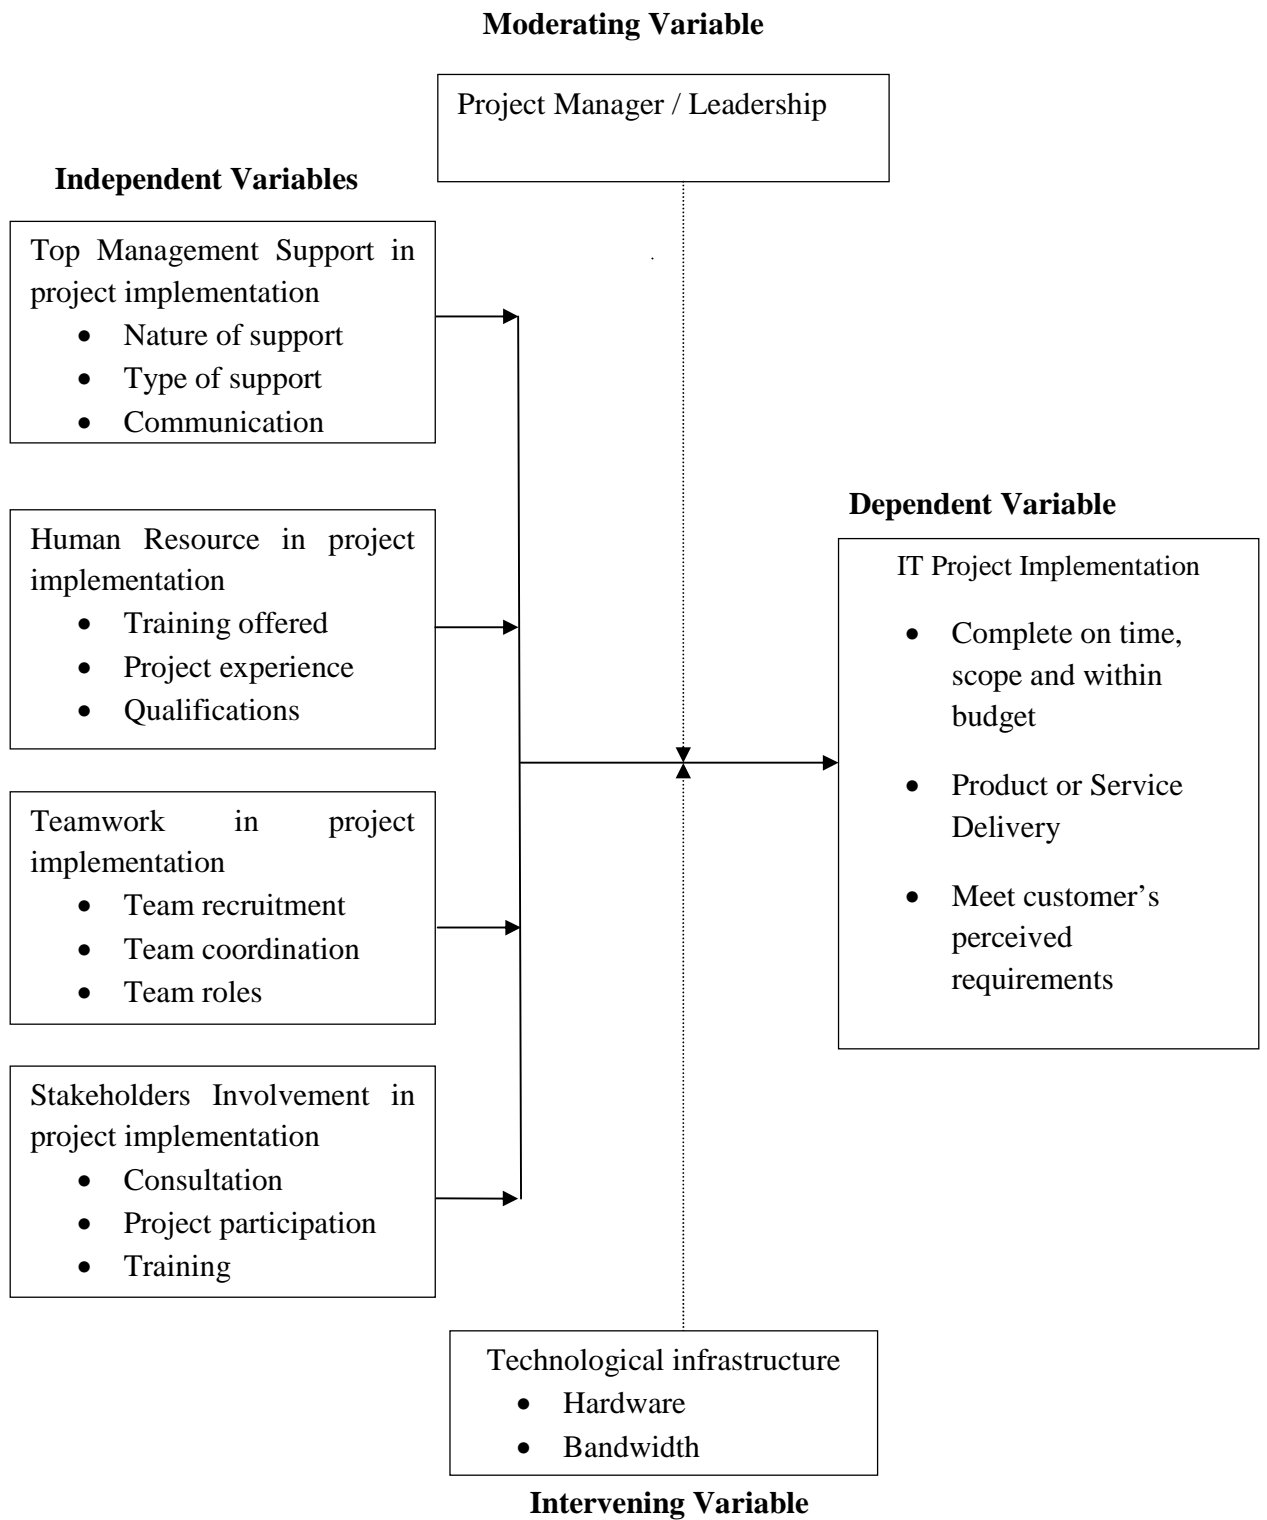 Moderating Variable
Project Manager / Leadership
Independent Variables
Top Management Support in
project implementation
• Nature of support
• Type of support
• Communication
Human Resource in project
implementation
• Training offered
• Project experience
• Qualifications
Teamwork in project
implementation
• Team recruitment
• Team coordination
• Team roles
Stakeholders Involvement in
project implementation
• Consultation
• Project participation
• Training
Dependent Variable
IT Project Implementation
• Complete on time,
scope and within
budget
• Product or Service
Delivery
• Meet customer’s
perceived
requirements
Technological infrastructure
• Hardware
• Bandwidth
Intervening Variable